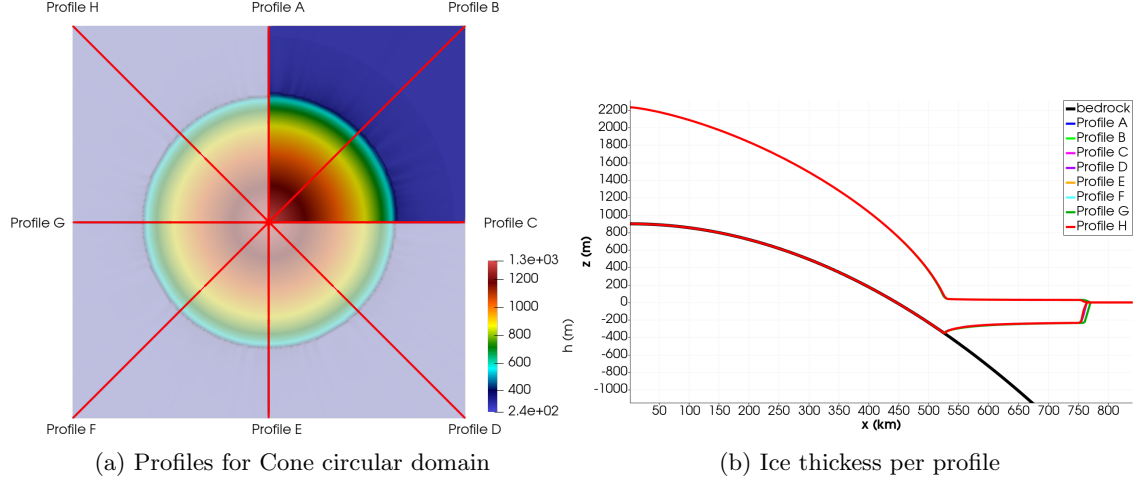 Profile H
Profile A
Profile B
Profile G
Profile C
Profile F
Profile E
Profile D
1.3e+03
1200
1000
800
600
400
2.4e+02
h (m)
(a) Profiles for Cone circular domain
2200
2000
1800
1600
1400
1200
1000
800
600
400
200
0
-200
-400
-600
-800
-1000
z (m)
50 100 150 200 250 300 350 400 450 500 550 600 650 700 750 800
x (km)
bedrock
Profile A
Profile B
Profile C
Profile D
Profile E
Profile F
Profile G
Profile H
(b) Ice thickess per profile